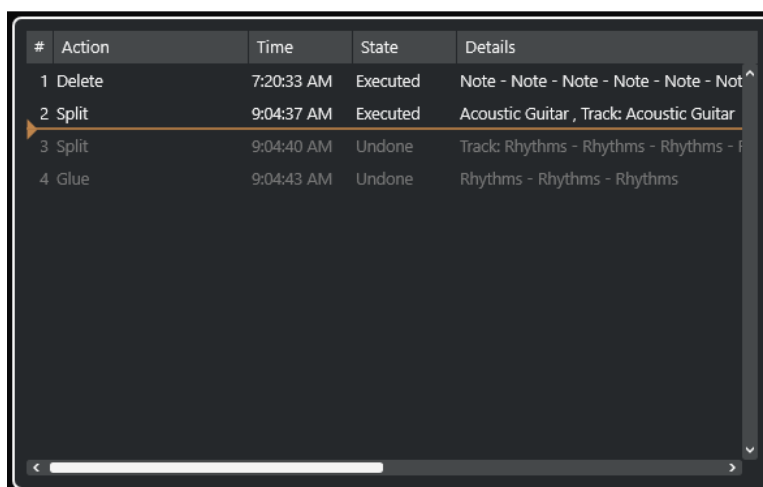 # Action Time State Details
1 Delete 7:20:33 AM Executed Note - Note - Note - Note - Note - Not
2 Split 9:04:37 AM Executed Acoustic Guitar , Track: Acoustic Guitar
3 Split 9:04:40 AM Undone Track: Rhythms - Rhythms - Rhythms -
4 Glue 9:04:43 AM Undone Rhythms - Rhythms - Rhythms